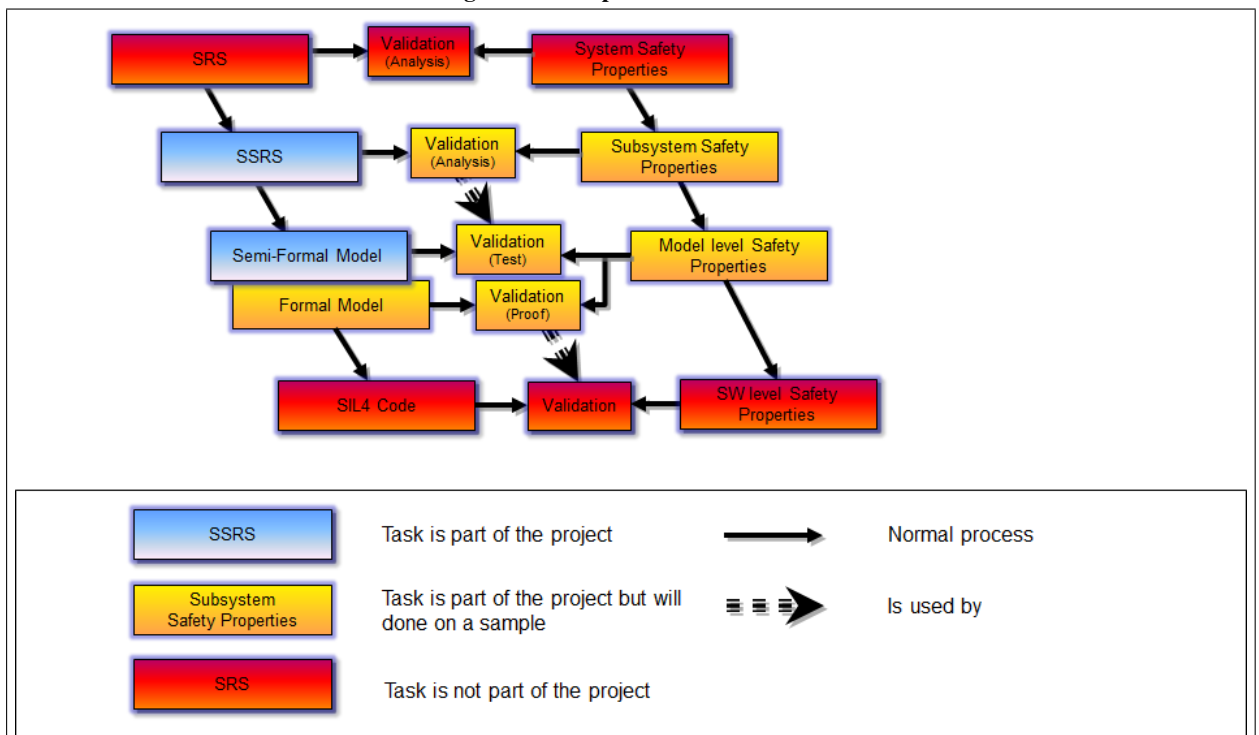 SRS
Validation
(Analysis)
System Safety
Properties
SSRS
Validation
(Analysis)
Subsystem Safety
Properties
Semi-Formal Model
Validation
(Test)
Model level Safety
Properties
Formal Model
Validation
(Proof)
SIL4 Code
Validation
SW level Safety
Properties
SSRS
Task is part of the project
Normal process
Subsystem
Safety Properties
Task is part of the project but will
done on a sample
Is used by
SRS
Task is not part of the project